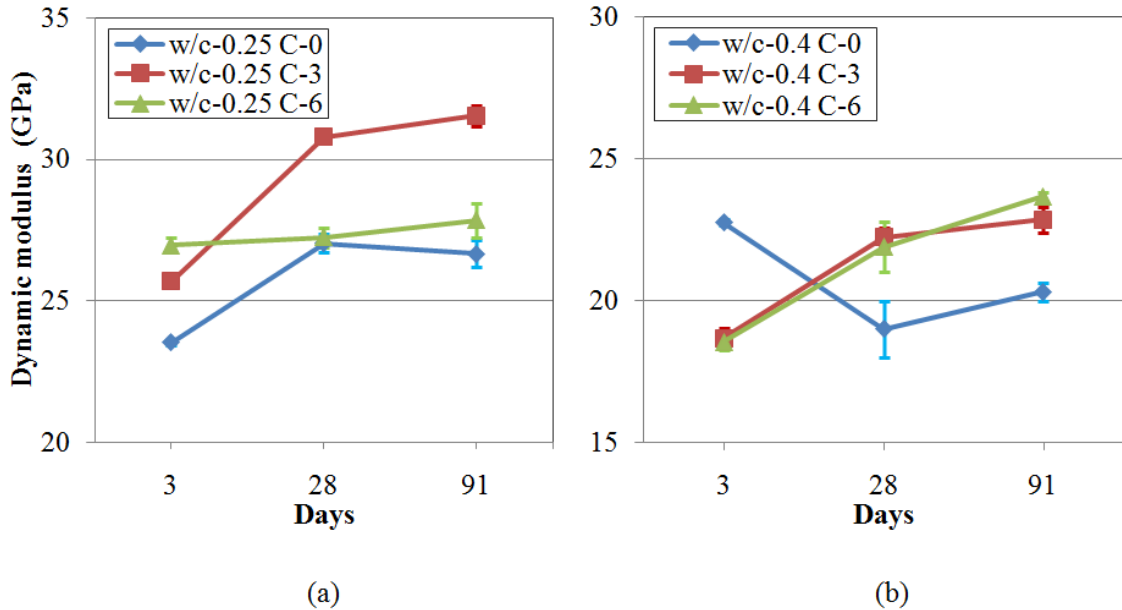 Dynamic modulus (GPa)
35
30
25
20
w/c-0.25 C-0
w/c-0.25 C-3
w/c-0.25 C-6
3 28 91
Days
(a)
30
25
20
15
w/c-0.4 C-0
w/c-0.4 C-3
w/c-0.4 C-6
3 28 91
Days
(b)